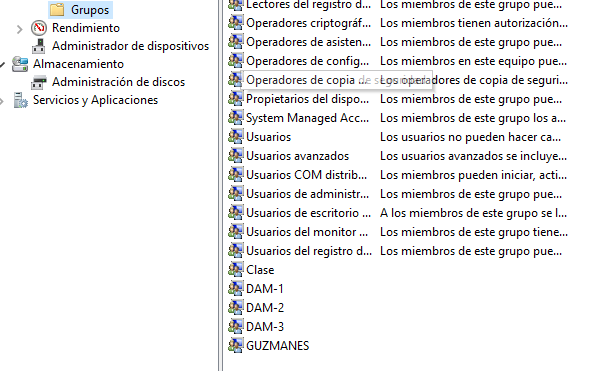 Grupos
Rendimiento
Administrador de dispositivos
Almacenamiento
Administración de discos
Servicios y Aplicaciones
Lectores del registro d... Los miembros de este grupo pue...
Operadores criptográf... Los miembros tienen autorización...
Operadores de asisten... Los miembros de este grupo pue...
Operadores de config... Los miembros en este equipo pue...
Operadores de copia de seguridad operadores de copia de seguri...
Propietarios del dispo... Los miembros de este grupo pue...
System Managed Acc... Los miembros de este grupo los a...
Usuarios Los usuarios no pueden hacer ca...
Usuarios avanzados Los usuarios avanzados se incluye...
Usuarios COM distrib... Los miembros pueden iniciar, acti...
Usuarios de administr... Los miembros de este grupo pue...
Usuarios de escritorio ... A los miembros de este grupo se l...
Usuarios del monitor ... Los miembros de este grupo tiene...
Usuarios del registro d... Los miembros de este grupo pue...
Clase
DAM-1
DAM-2
DAM-3
GUZMANES